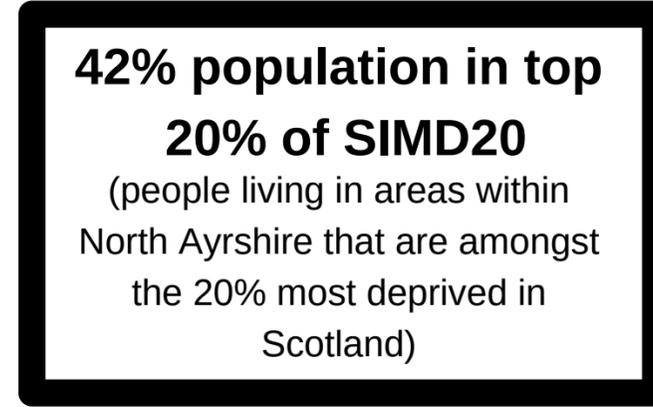 42% population in top
20% of SIMD20
(people living in areas within
North Ayrshire that are amongst
the 20% most deprived in
Scotland)